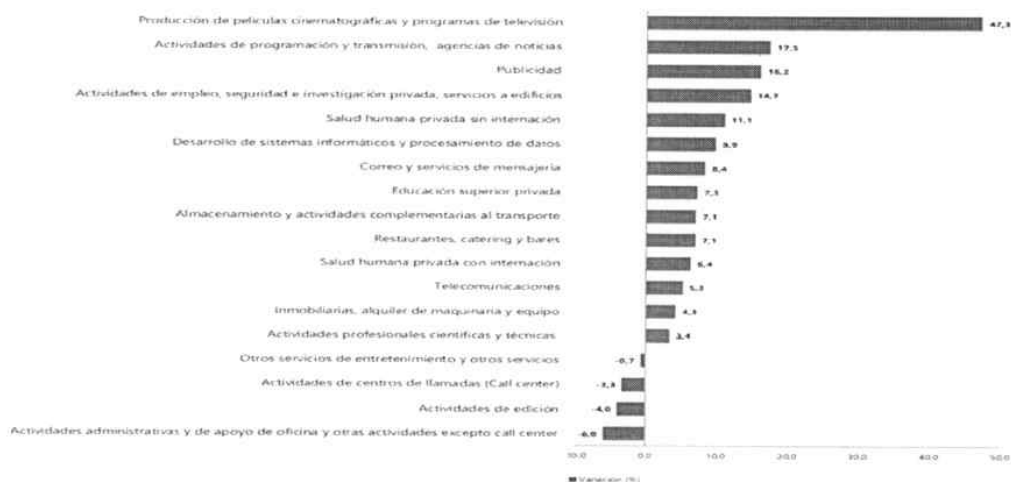 Producción de películas cinematográficas y programas de televisión 47,3
Actividades de programación y transmisión, agencias de noticias 17,5
Publicidad 16,2
Actividades de empleo, seguridad e investigación privada, servicios a edificios 14,7
Salud humana privada sin internación 11,1
Desarrollo de sistemas informáticos y procesamiento de datos 9,9
Correo y servicios de mensajería 8,4
Educación superior privada
Almacenamiento y actividades complementarias al transporte 7,1
Restaurantes, catering y bares 7,1
Salud humana privada con internación 6,4
Telecomunicaciones
Inmobiliarias, alquiler de maquinaria y equipo
Actividades profesionales científicas y técnicas 3,4
Otros servicios de entretenimiento y otros servicios -0,7
Actividades de centros de llamadas (Call center) -3,3
Actividades de edición -4,0
Actividades administrativas y de apoyo de oficina y otras actividades excepto call center -6,0
0.0 10.0 20.0 30.0 40.0 50.0
Variación (%)